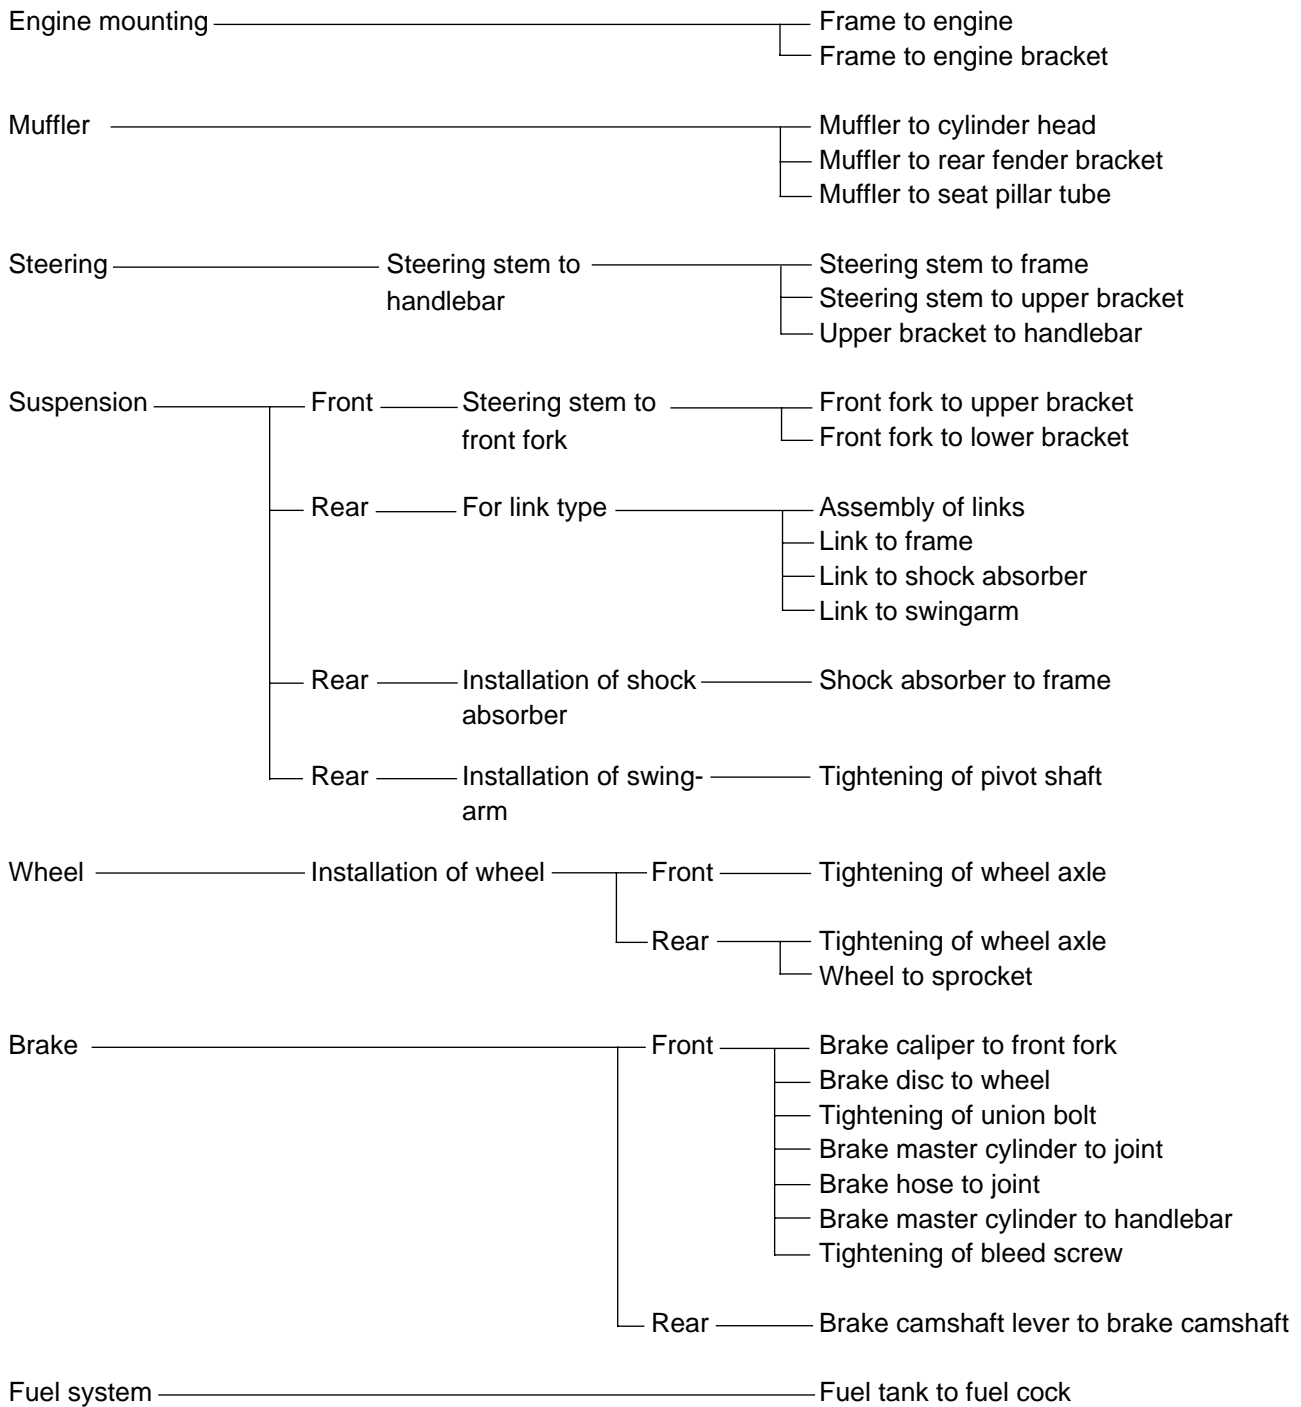 Engine mounting Frame to engine
Frame to engine bracket
Muffler Muffler to cylinder head
Muffler to rear fender bracket
Muffler to seat pillar tube
Steering Steering stem to Steering stem to frame
handlebar Steering stem to upper bracket
Upper bracket to handlebar
Suspension Front Steering stem to Front fork to upper bracket
front fork Front fork to lower bracket
Rear For link type Assembly of links
Link to frame
Link to shock absorber
Link to swingarm
Rear Installation of shock Shock absorber to frame
absorber
Rear Installation of swing- Tightening of pivot shaft
arm
Wheel Installation of wheel Front Tightening of wheel axle
Rear Tightening of wheel axle
Wheel to sprocket
Brake Front Brake caliper to front fork
Brake disc to wheel
Tightening of union bolt
Brake master cylinder to joint
Brake hose to joint
Brake master cylinder to handlebar
Tightening of bleed screw
Rear Brake camshaft lever to brake camshaft
Fuel system Fuel tank to fuel cock